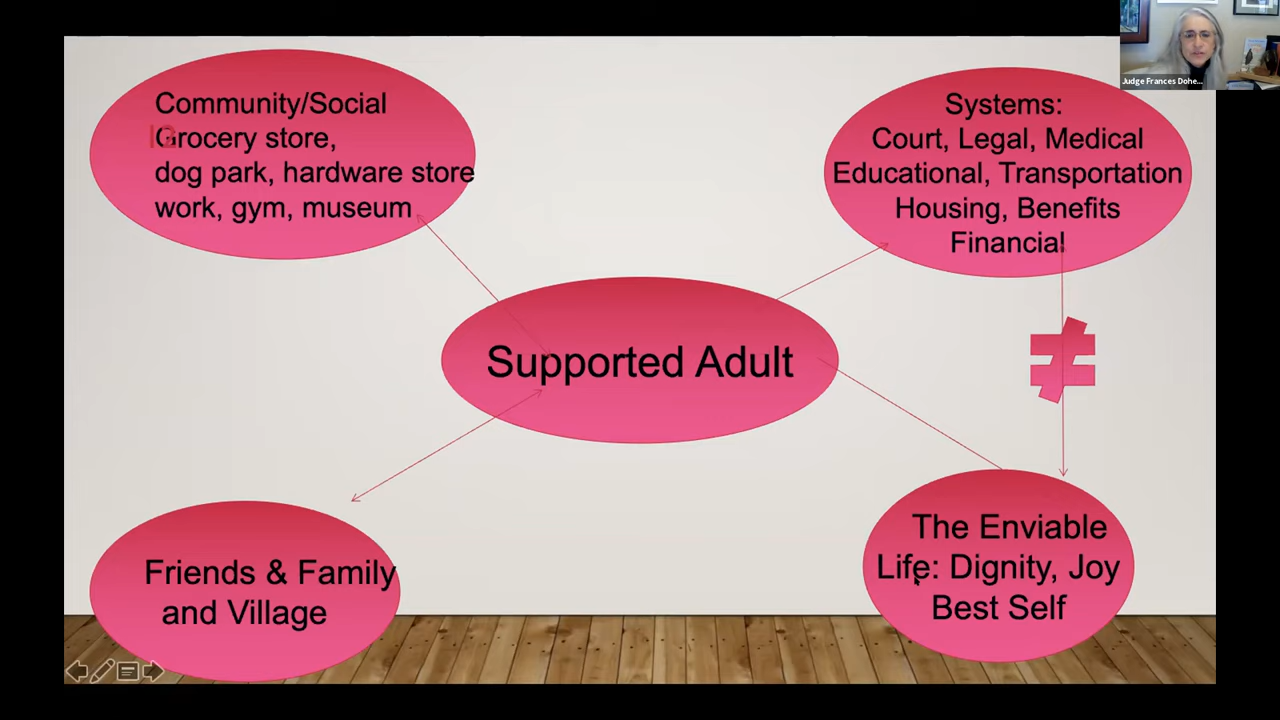 Community/Social
Grocery store,
dog park, hardware store
work, gym, museum
Systems:
Court, Legal, Medical
Educational, Transportation
Housing, Benefits
Financial
Supported Adult
≠
Friends & Family
and Village
The Enviable
Life: Dignity, Joy
Best Self
Judge Frances Dohe...